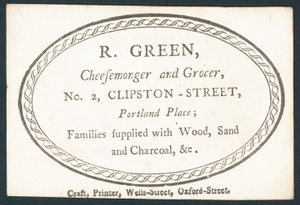 R. GREEN,
Cheeſemonger and Grocer,
No. 2, CLIPSTON-STREET,
Portland Place;
Families ſupplied with Wood, Sand
and Charcoal, &c.
Craft, Printer, Wells-Street, Oxford-Street.